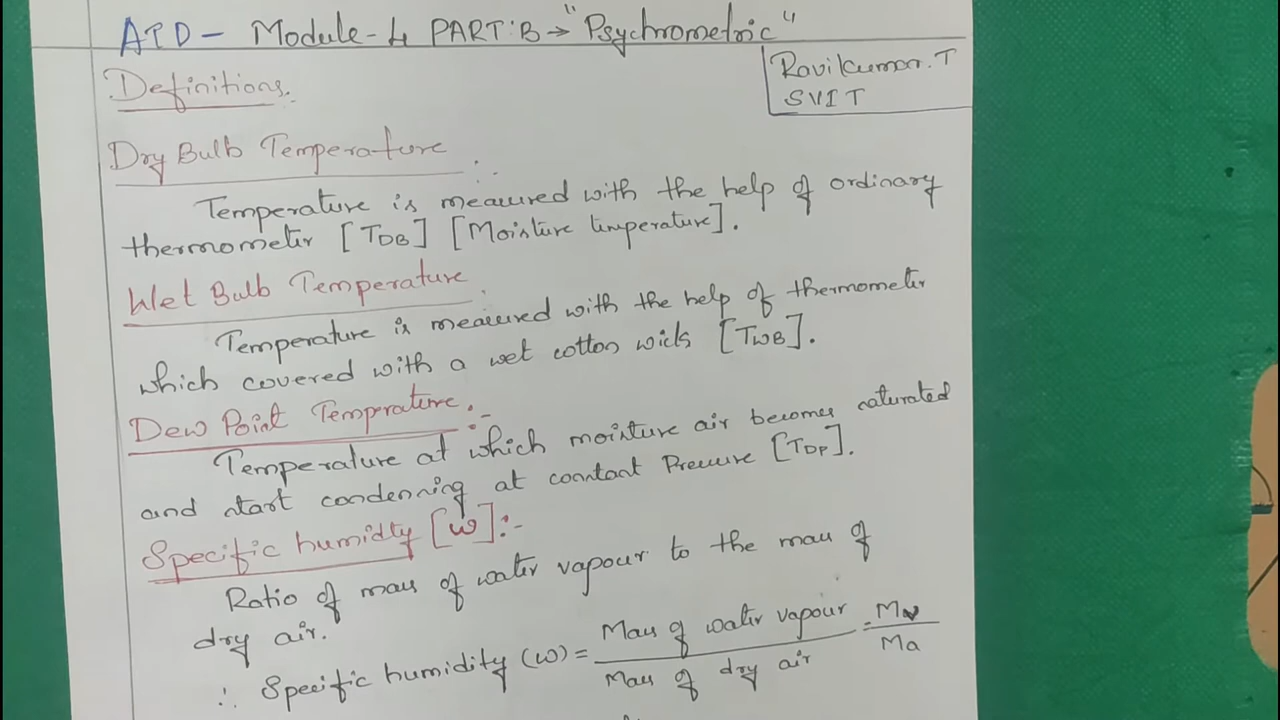 ATD - Module-4 PART:B → "Psychrometric"
Ravikumar.T
SVIT
Definitions.
Dry Bulb Temperature :-
Temperature is measured with the help of ordinary
thermometer [TDB] [Moisture temperature].
Wet Bulb Temperature :
Temperature is measured with the help of thermometer
which covered with a wet cotton wicks [TWB].
Dew Point Temperature :-
Temperature at which moisture air becomes saturated
and start condensing at constant Pressure [TDP].
Specific humidty [ω]:-
Ratio of mass of water vapour to the mass of
dry air.
∴ Specific humidity (ω) = Mass of water vapour / Mass of dry air = Mv / Ma